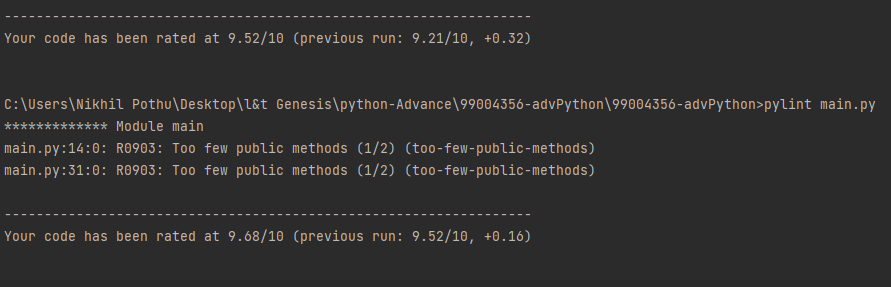 ------------------------------------------------------------------
Your code has been rated at 9.52/10 (previous run: 9.21/10, +0.32)
C:\Users\Nikhil Pothu\Desktop\l&t Genesis\python-Advance\99004356-advPython\99004356-advPython>pylint main.py
************* Module main
main.py:14:0: R0903: Too few public methods (1/2) (too-few-public-methods)
main.py:31:0: R0903: Too few public methods (1/2) (too-few-public-methods)
------------------------------------------------------------------
Your code has been rated at 9.68/10 (previous run: 9.52/10, +0.16)